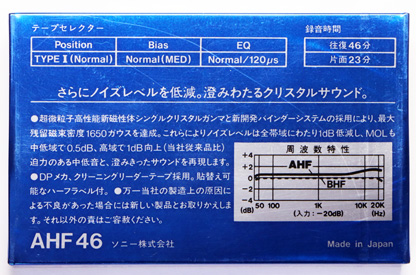 テープセレクター
録音時間
Position Bias EQ
TYPE I (Normal) Normal(MED) Normal/120μs
往復46分
片面23分
さらにノイズレベルを低減。澄みわたるクリスタルサウンド。
●超微粒子高性能新磁性体シングルクリスタルガンマと新開発バインダーシステムの採用により、最
大残留磁束密度1650ガウスを達成。これらによりノイズレベルは全帯域にわたり1dB低減し、MOLも
中低域で0.5dB、高域で1dB向上(当社従来品比)
迫力のある中低音と、澄みきったサウンドを再現します。
●DPメカ、クリーニングリーダーテープ採用。貼替え可
能なハーフラベル付。●万一当社の製造上の原因に
よる不良があった場合には新しい製品とお取りかえしま
す。それ以外の責はご容赦ください。
周波数特性
+4
+2
0
-2
-4
(dB)
AHF
BHF
50 100 1K 10K 20K
(入力:-20dB)
(Hz)
AHF46 ソニー株式会社
Made in Japan